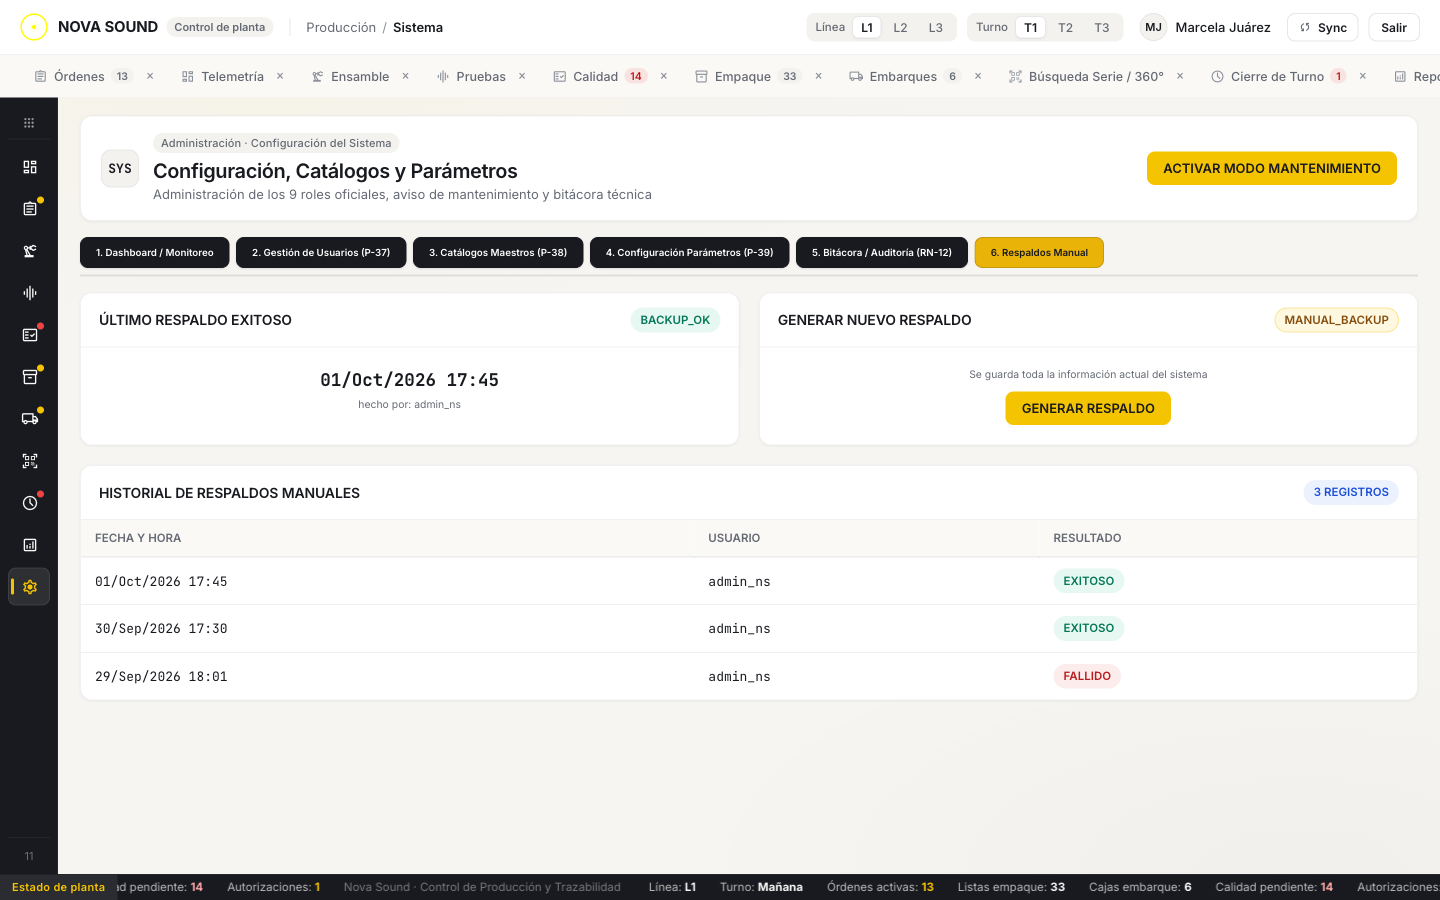 NOVA SOUND Control de planta Producción / Sistema Línea L1 L2 L3 Turno T1 T2 T3 MJ Marcela Juárez Sync Salir
Órdenes 13 × Telemetría × Ensamble × Pruebas × Calidad 14 × Empaque 33 × Embarques 6 × Búsqueda Serie / 360° × Cierre de Turno 1 × Repo
Administración · Configuración del Sistema
SYS
Configuración, Catálogos y Parámetros
Administración de los 9 roles oficiales, aviso de mantenimiento y bitácora técnica
ACTIVAR MODO MANTENIMIENTO
1. Dashboard / Monitoreo 2. Gestión de Usuarios (P-37) 3. Catálogos Maestros (P-38) 4. Configuración Parámetros (P-39) 5. Bitácora / Auditoría (RN-12) 6. Respaldos Manual
ÚLTIMO RESPALDO EXITOSO BACKUP_OK
01/Oct/2026 17:45
hecho por: admin_ns
GENERAR NUEVO RESPALDO MANUAL_BACKUP
Se guarda toda la información actual del sistema
GENERAR RESPALDO
HISTORIAL DE RESPALDOS MANUALES 3 REGISTROS
FECHA Y HORA USUARIO RESULTADO
01/Oct/2026 17:45 admin_ns EXITOSO
30/Sep/2026 17:30 admin_ns EXITOSO
29/Sep/2026 18:01 admin_ns FALLIDO
11
Estado de planta ad pendiente: 14 Autorizaciones: 1 Nova Sound · Control de Producción y Trazabilidad Línea: L1 Turno: Mañana Órdenes activas: 13 Listas empaque: 33 Cajas embarque: 6 Calidad pendiente: 14 Autorizaciones: